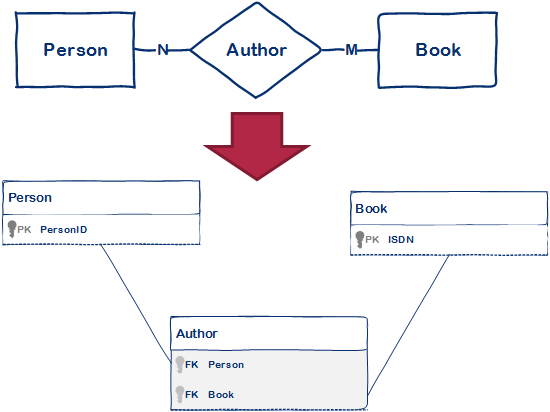 Person N Author M Book
Person
PK PersonID
Book
PK ISDN
Author
FK Person
FK Book